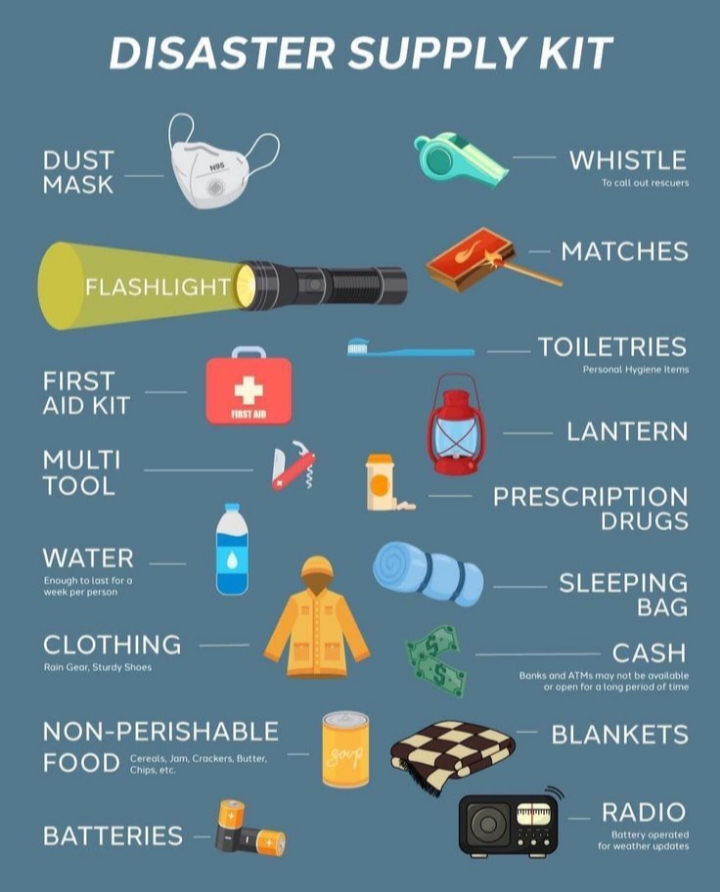 DISASTER SUPPLY KIT
DUST
MASK
N95
WHISTLE
To call out rescuers
FLASHLIGHT
MATCHES
TOILETRIES
Personal Hygiene Items
FIRST
AID KIT
FIRST AID
LANTERN
MULTI
TOOL
PRESCRIPTION
DRUGS
WATER
Enough to last for a
week per person
SLEEPING
BAG
CLOTHING
Rain Gear, Sturdy Shoes
$
$
CASH
Banks and ATMs may not be available
or open for a long period of time
NON-PERISHABLE
FOOD Cereals, Jam, Crackers, Butter,
Chips, etc.
soup
BLANKETS
BATTERIES
RADIO
Battery operated
for weather updates